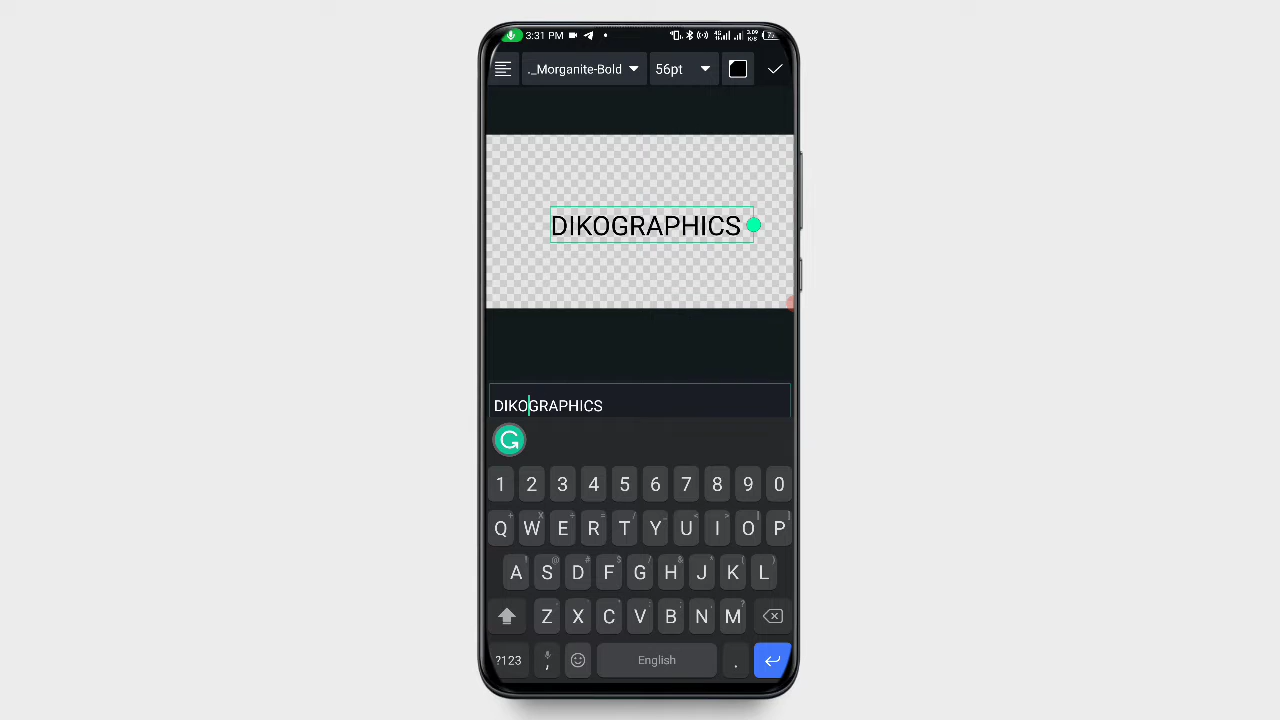 3:31 PM
._Morganite-Bold 56pt
DIKOGRAPHICS
DIKOGRAPHICS
1 2 3 4 5 6 7 8 9 0
Q W E R T Y U I O P
A S D F G H J K L
Z X C V B N M
?123 , English .